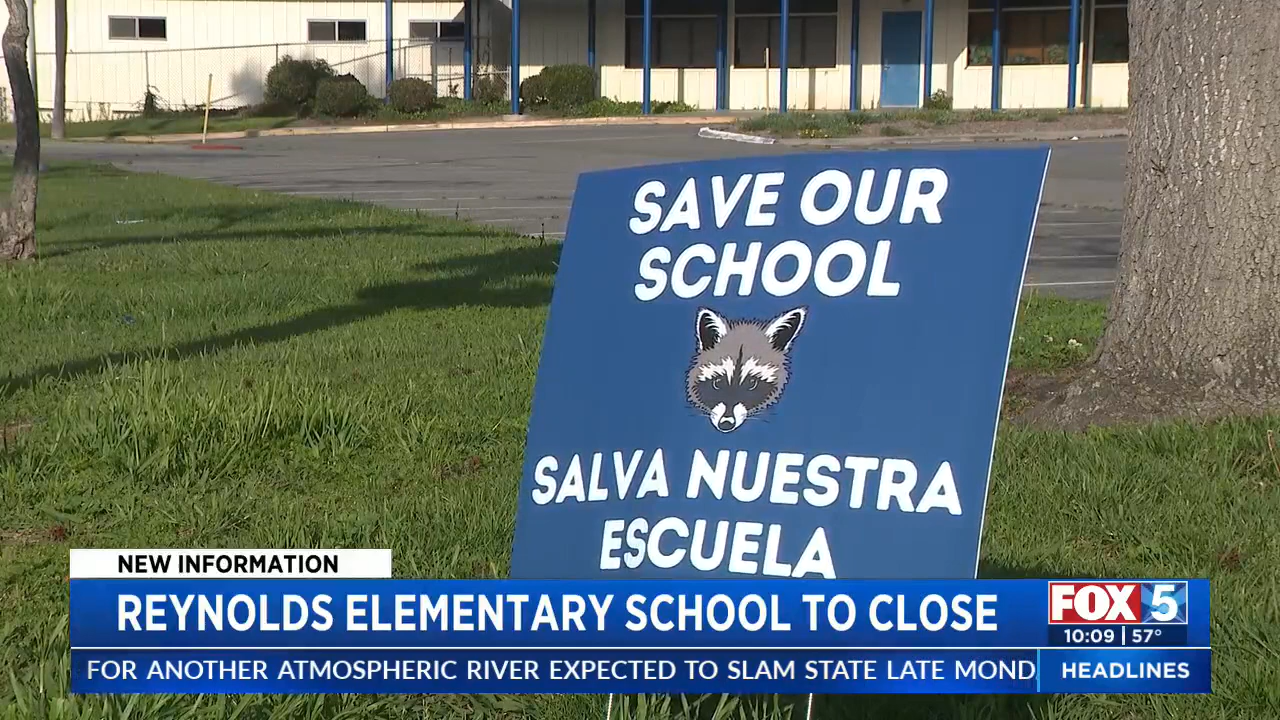 SAVE OUR
SCHOOL
SALVA NUESTRA
ESCUELA
NEW INFORMATION
REYNOLDS ELEMENTARY SCHOOL TO CLOSE
FOX 5
10:09 | 57°
FOR ANOTHER ATMOSPHERIC RIVER EXPECTED TO SLAM STATE LATE MOND
HEADLINES